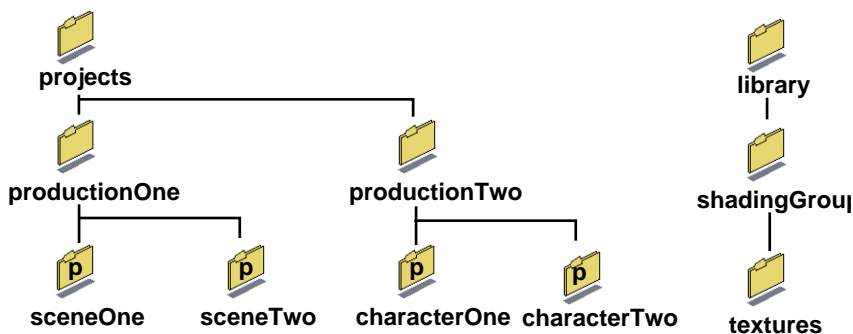 projects
library
productionOne
productionTwo
shadingGroup
p
p
p
p
sceneOne
sceneTwo
characterOne
characterTwo
textures